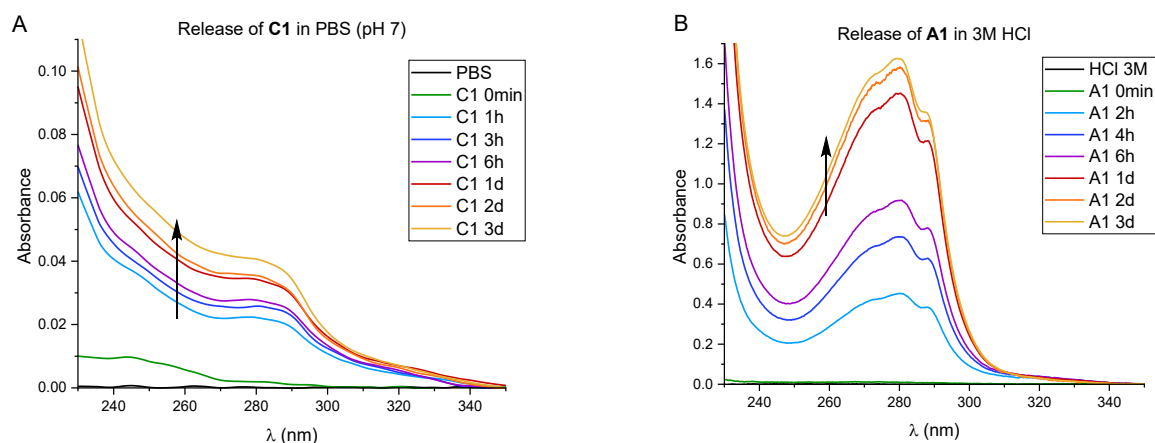 A
Release of C1 in PBS (pH 7)
Absorbance
0.10
0.08
0.06
0.04
0.02
0.00
240 260 280 300 320 340
λ (nm)
PBS
C1 0min
C1 1h
C1 3h
C1 6h
C1 1d
C1 2d
C1 3d
B
Release of A1 in 3M HCl
Absorbance
1.6
1.4
1.2
1.0
0.8
0.6
0.4
0.2
0.0
240 260 280 300 320 340
λ (nm)
HCl 3M
A1 0min
A1 2h
A1 4h
A1 6h
A1 1d
A1 2d
A1 3d